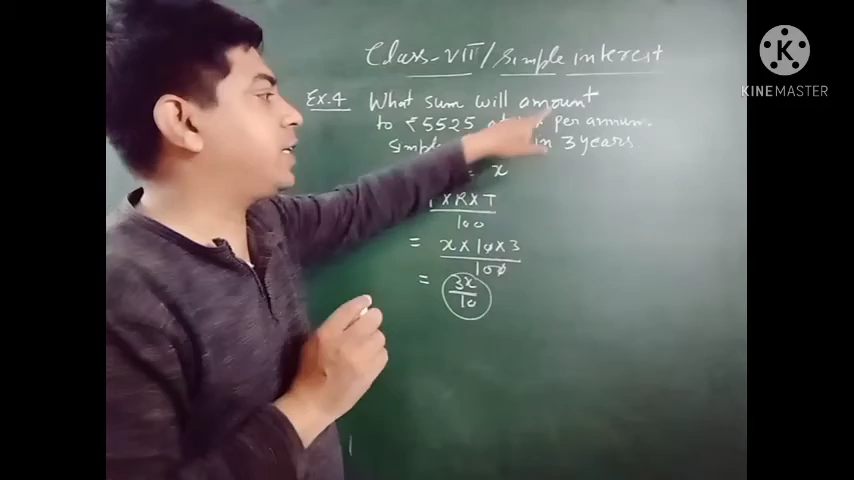 Class-VII/Simple interest
Ex.4 What sum will amount
to ₹5525 at per annum.
simple in 3 years.
= x
P×R×T
100
= x×10×3
100
= 3x
10
KINEMASTER